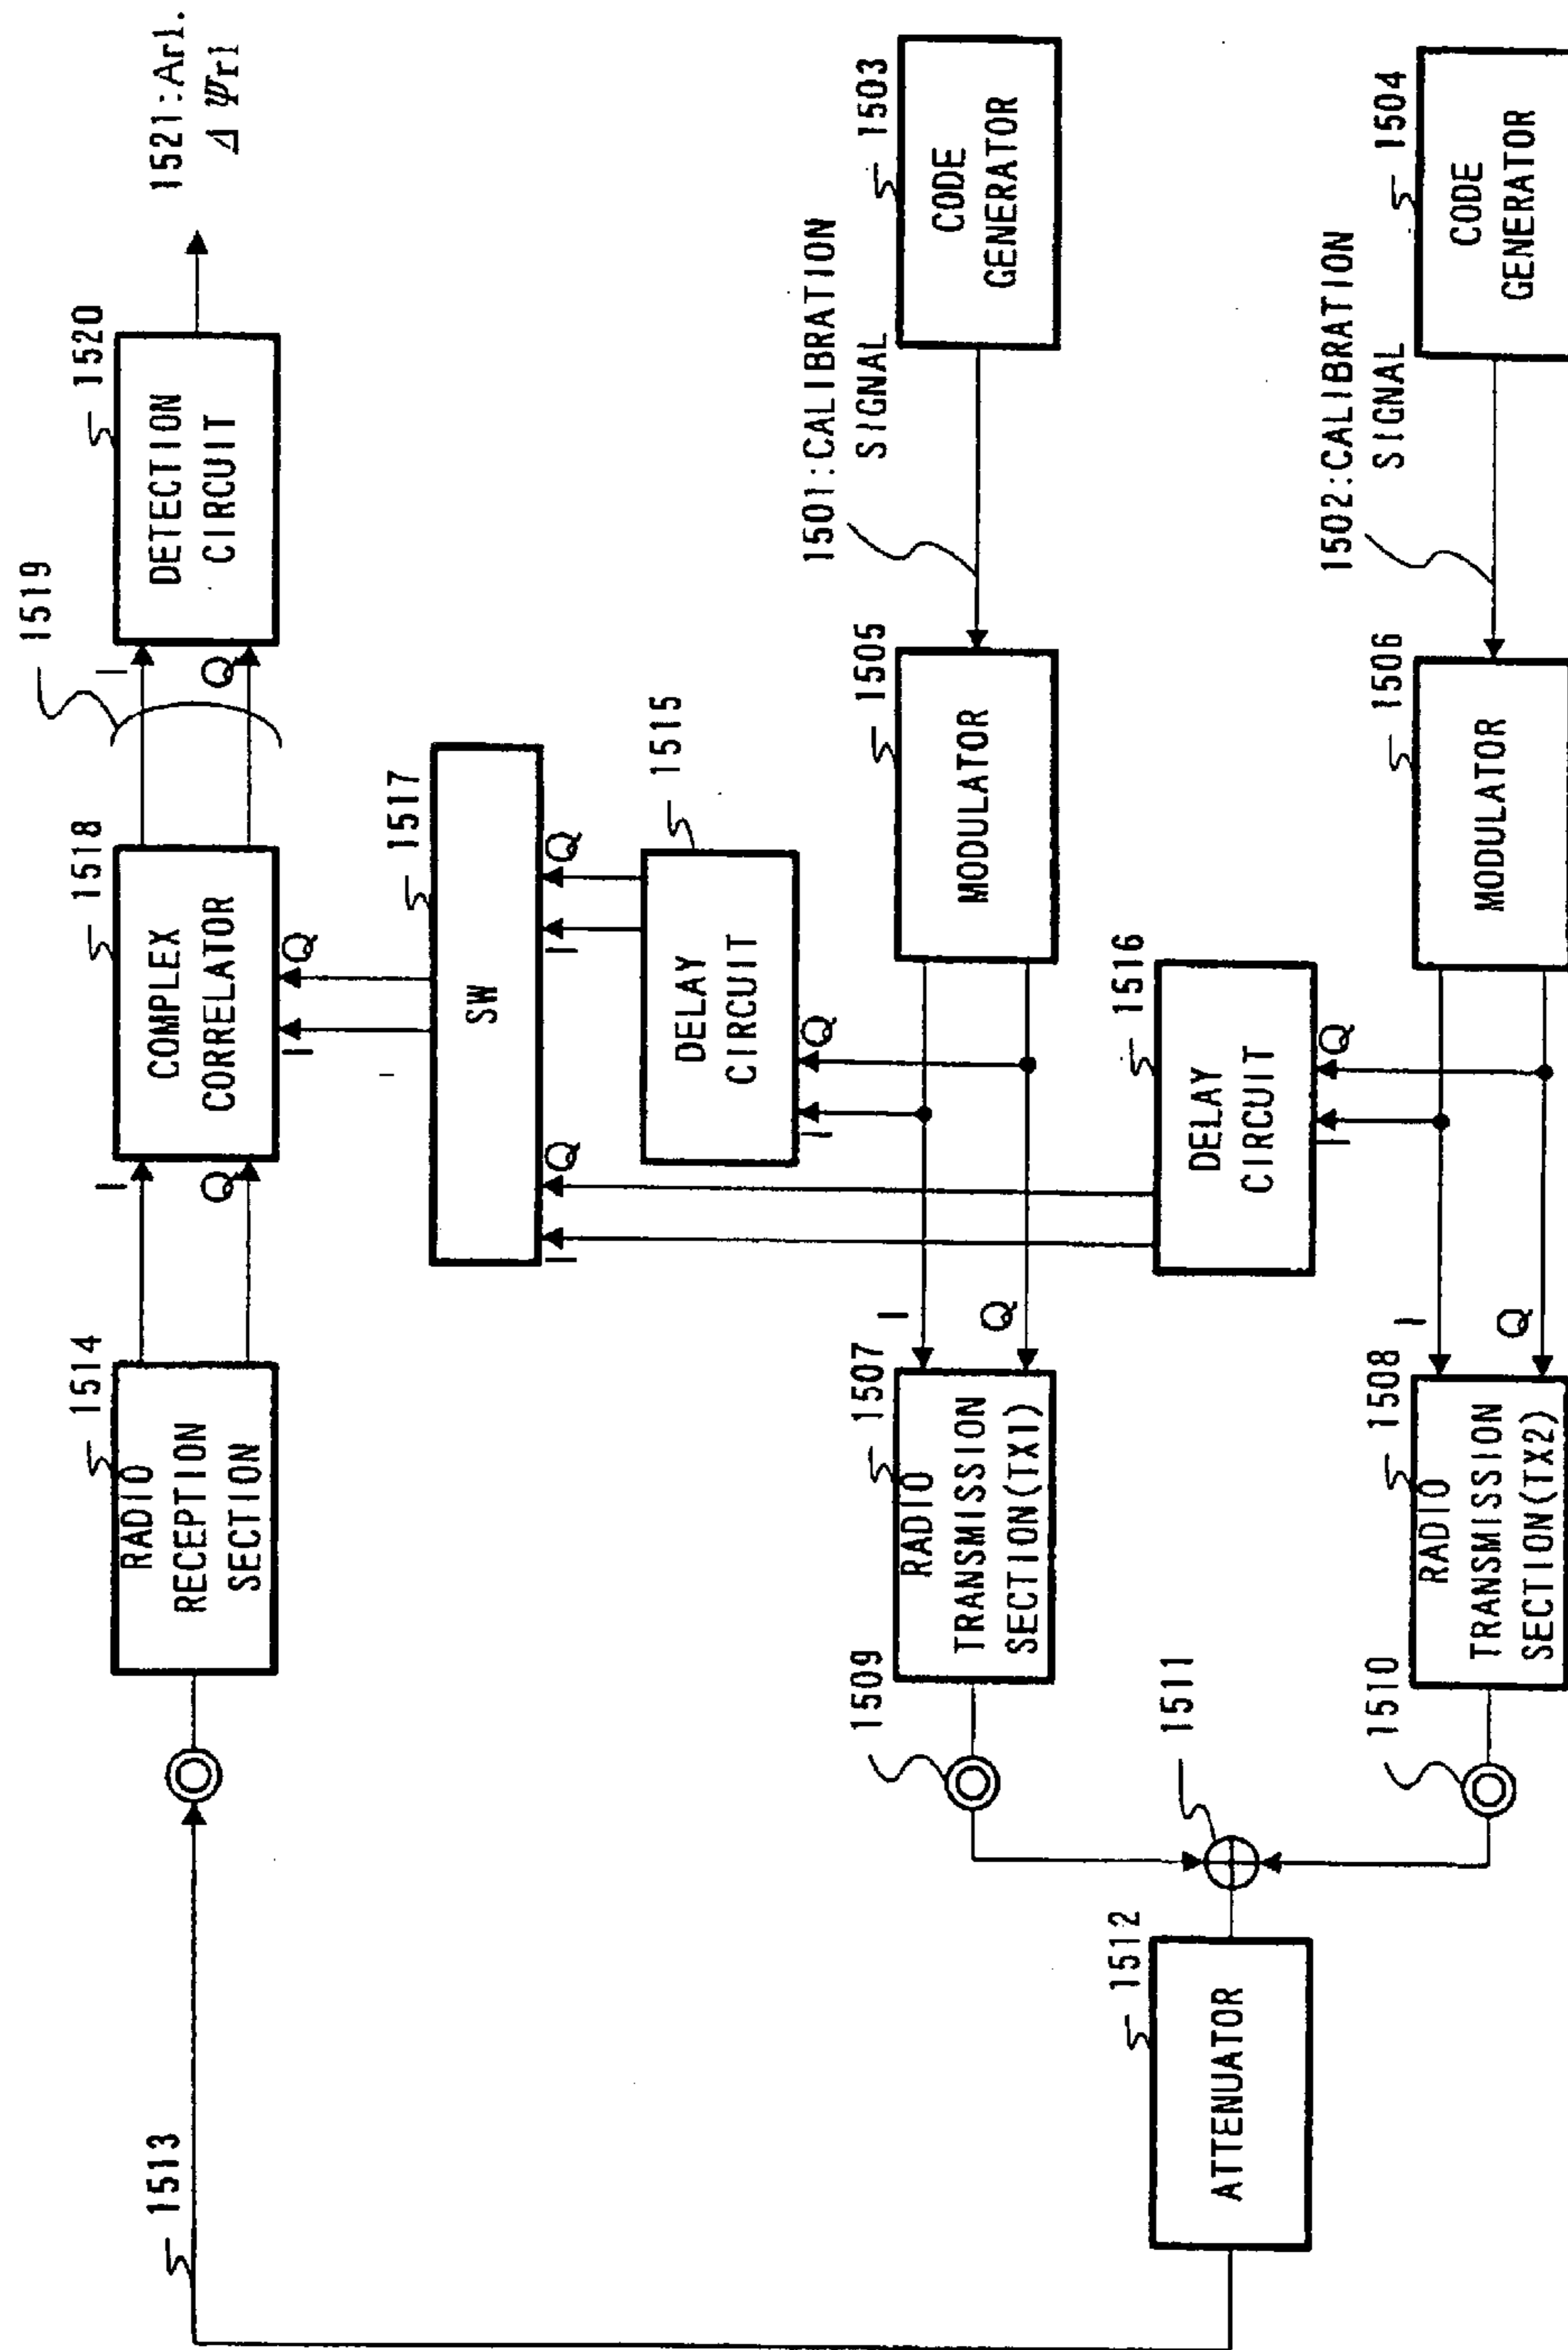 1513
1514
RADIO
RECEPTION
SECTION
I
Q
1518
COMPLEX
CORRELATOR
I
Q
1519
I
Q
1520
DETECTION
CIRCUIT
1521:Ar1.
Δ Ψr1
1517
SW
I
Q
I
Q
1515
DELAY
CIRCUIT
I
Q
1509
1507
RADIO
TRANSMISSION
SECTION(TX1)
I
Q
1505
MODULATOR
1501:CALIBRATION
SIGNAL
1503
CODE
GENERATOR
1512
ATTENUATOR
1511
1516
DELAY
CIRCUIT
I
Q
1510
1508
RADIO
TRANSMISSION
SECTION(TX2)
I
Q
1506
MODULATOR
1502:CALIBRATION
SIGNAL
1504
CODE
GENERATOR